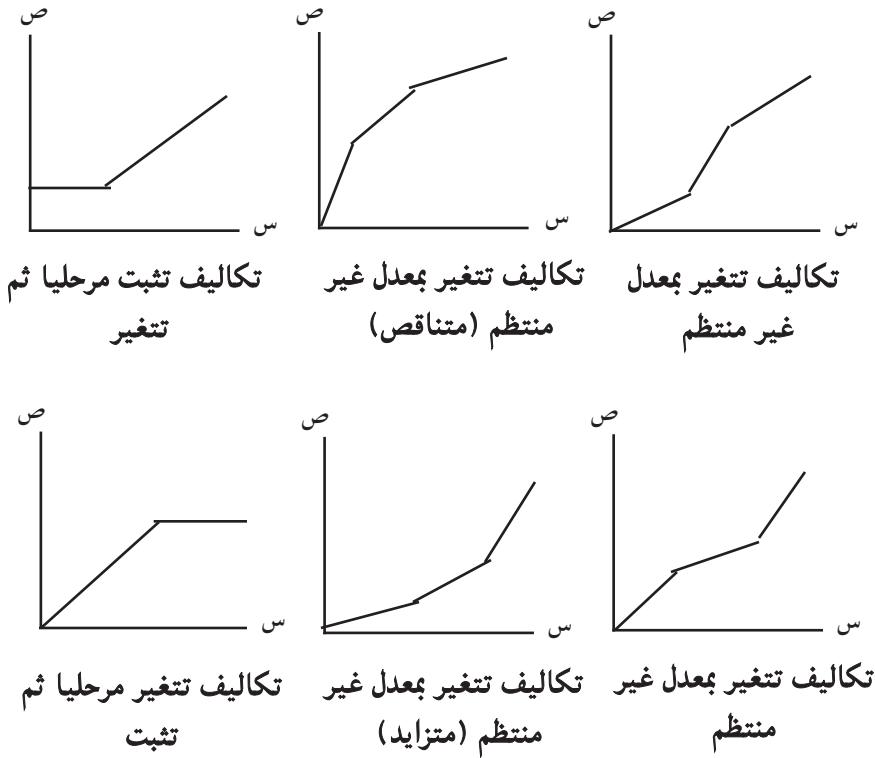 ص
س
تكاليف تتغير بمعدل
غير منتظم
ص
س
تكاليف تتغير بمعدل غير
منتظم (متناقص)
ص
س
تكاليف تثبت مرحليا ثم
تتغير
ص
س
تكاليف تتغير بمعدل غير
منتظم
ص
س
تكاليف تتغير بمعدل غير
منتظم (متزايد)
ص
س
تكاليف تتغير مرحليا ثم
تثبت